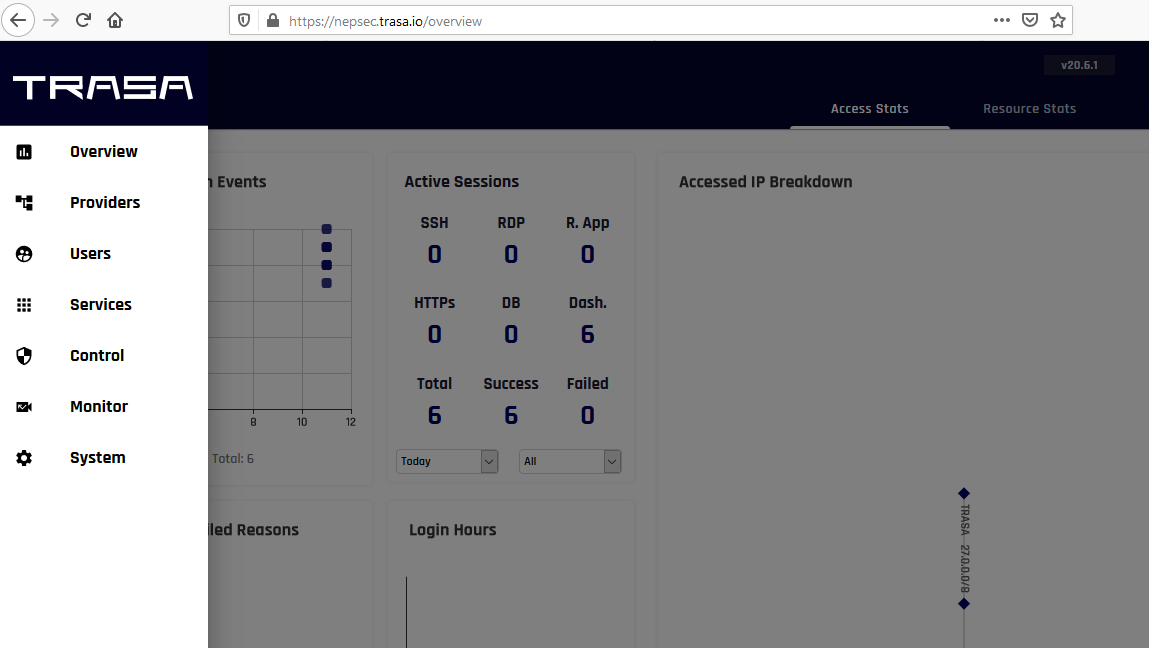 https://nepsec.trasa.io/overview
TRASA
v20.6.1
Access Stats
Resource Stats
Overview
Providers
Users
Services
Control
Monitor
System
n Events
8 10 12
Total: 6
Active Sessions
SSH RDP R. App
0 0 0
HTTPs DB Dash.
0 0 6
Total Success Failed
6 6 0
Today All
Accessed IP Breakdown
TRASA 27.0.0.0/8
iled Reasons
Login Hours